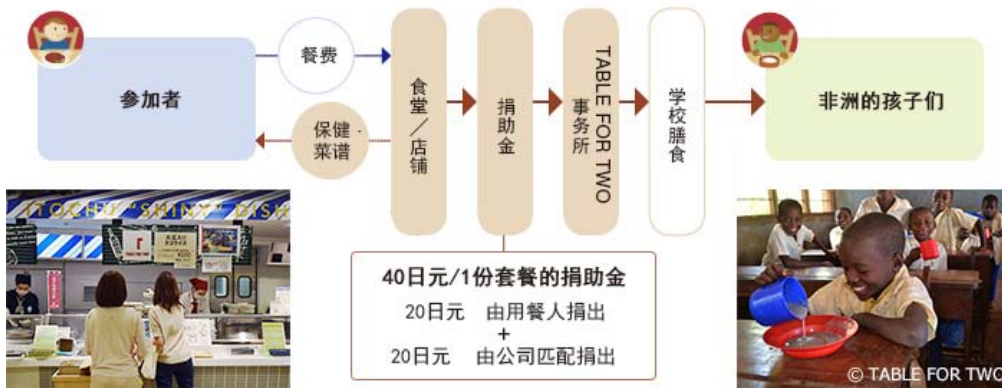 参加者
餐费
保健·
菜谱
食堂／店铺
捐助金
TABLE FOR TWO
事务所
学校膳食
非洲的孩子们
ITOCHU "SHINY" DISH
40日元/1份套餐的捐助金
20日元 由用餐人捐出
+
20日元 由公司匹配捐出
© TABLE FOR TWO